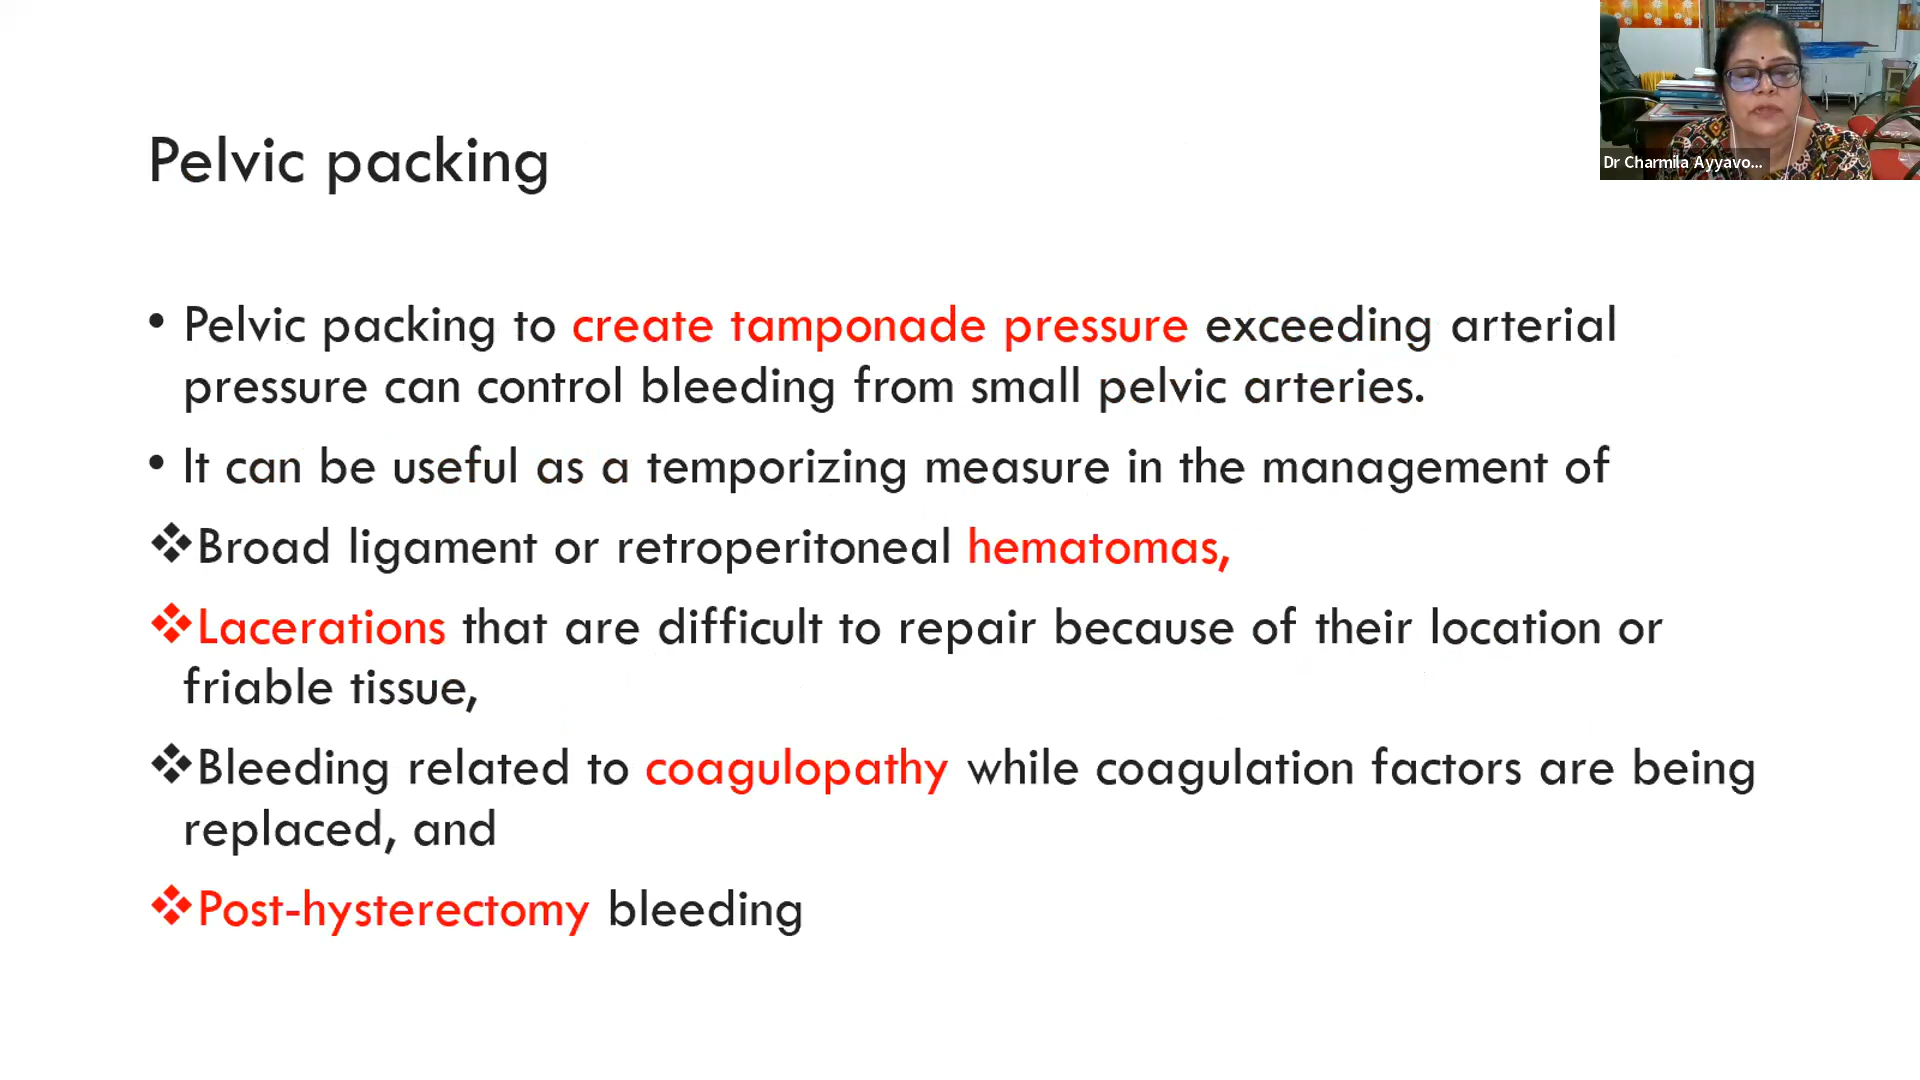 Pelvic packing
Dr Charmila Ayyavo...
• Pelvic packing to create tamponade pressure exceeding arterial
pressure can control bleeding from small pelvic arteries.
• It can be useful as a temporizing measure in the management of
❖Broad ligament or retroperitoneal hematomas,
❖Lacerations that are difficult to repair because of their location or
friable tissue,
❖Bleeding related to coagulopathy while coagulation factors are being
replaced, and
❖Post-hysterectomy bleeding